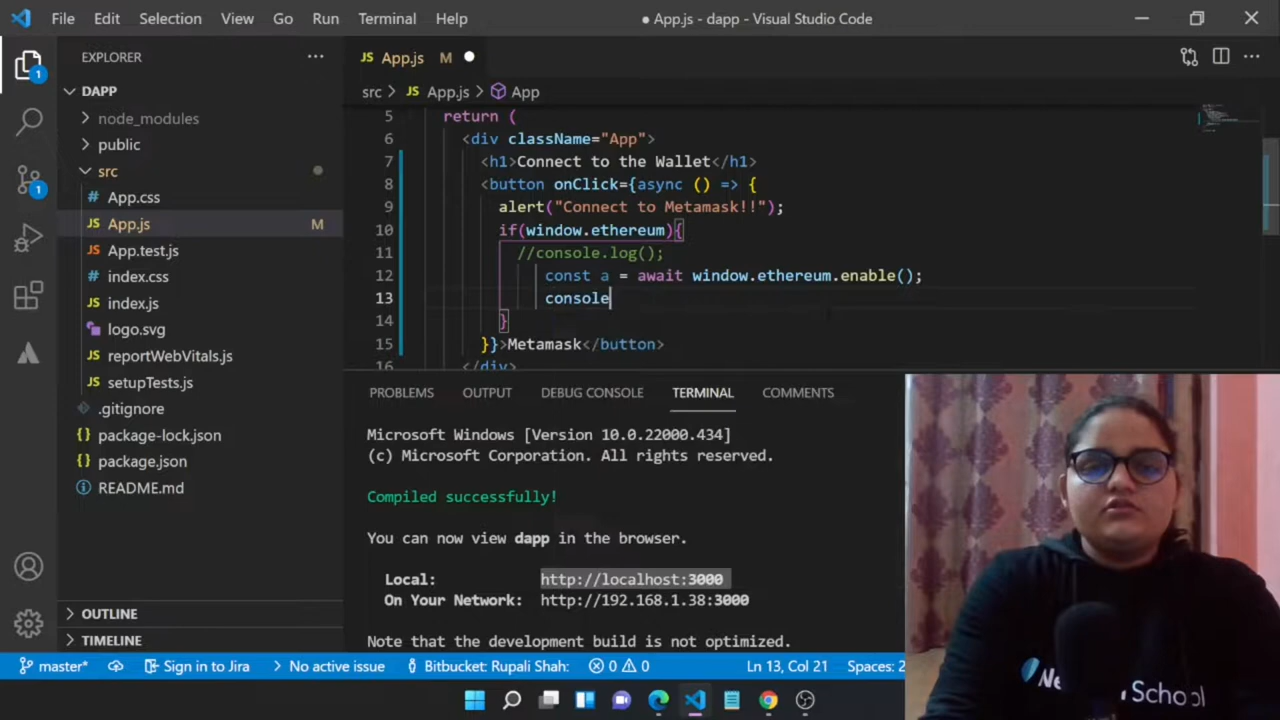 File Edit Selection View Go Run Terminal Help ● App.js - dapp - Visual Studio Code
EXPLORER
JS App.js M
DAPP
src > JS App.js > App
node_modules
public
src
# App.css
JS App.js M
JS App.test.js
# index.css
JS index.js
logo.svg
JS reportWebVitals.js
JS setupTests.js
.gitignore
{} package-lock.json
{} package.json
README.md
OUTLINE
TIMELINE
5 return (
6 <div className="App">
7 <h1>Connect to the Wallet</h1>
8 <button onClick={async () => {
9 alert("Connect to Metamask!!");
10 if(window.ethereum){
11 //console.log();
12 const a = await window.ethereum.enable();
13 console
14 }
15 }}>Metamask</button>
16 </div>
PROBLEMS OUTPUT DEBUG CONSOLE TERMINAL COMMENTS
Microsoft Windows [Version 10.0.22000.434]
(c) Microsoft Corporation. All rights reserved.
Compiled successfully!
You can now view dapp in the browser.
Local: http://localhost:3000
On Your Network: http://192.168.1.38:3000
Note that the development build is not optimized.
master* Sign in to Jira No active issue Bitbucket: Rupali Shah: 0 0 Ln 13, Col 21 Spaces: 2
1
1
School